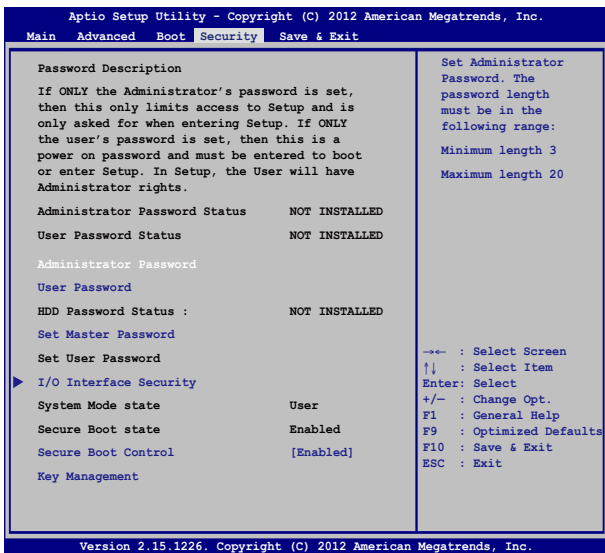 Aptio Setup Utility - Copyright (C) 2012 American Megatrends, Inc.
Main Advanced Boot Security Save & Exit
Password Description
If ONLY the Administrator's password is set,
then this only limits access to Setup and is
only asked for when entering Setup. If ONLY
the user's password is set, then this is a
power on password and must be entered to boot
or enter Setup. In Setup, the User will have
Administrator rights.
Administrator Password Status NOT INSTALLED
User Password Status NOT INSTALLED
Administrator Password
User Password
HDD Password Status : NOT INSTALLED
Set Master Password
Set User Password
I/O Interface Security
System Mode state User
Secure Boot state Enabled
Secure Boot Control [Enabled]
Key Management
Set Administrator
Password. The
password length
must be in the
following range:
Minimum length 3
Maximum length 20
→← : Select Screen
↑↓ : Select Item
Enter: Select
+/— : Change Opt.
F1 : General Help
F9 : Optimized Defaults
F10 : Save & Exit
ESC : Exit
Version 2.15.1226. Copyright (C) 2012 American Megatrends, Inc.